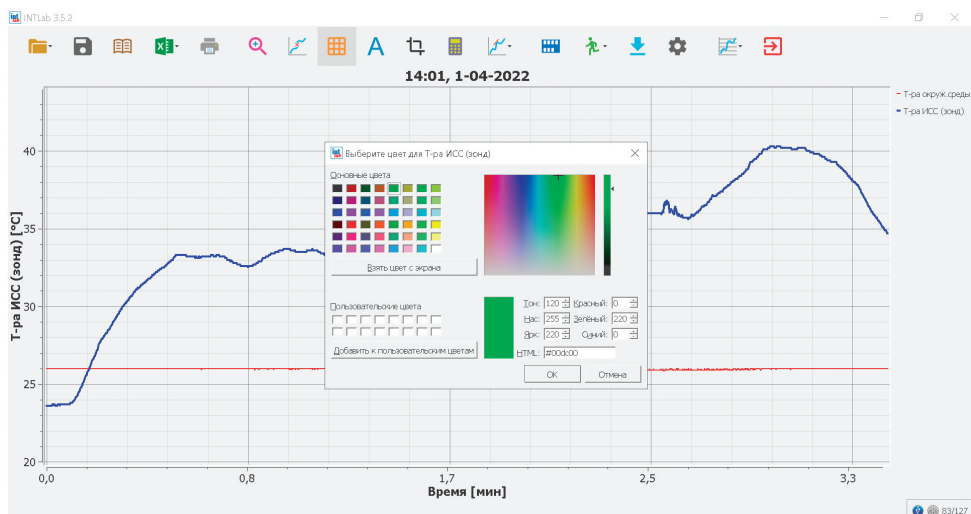 INTLab 3.5.2
14:01, 1-04-2022
Т-ра окруж.среды
Т-ра ИСС (зонд)
Т-ра ИСС (зонд) [°C]
40
35
30
25
20
0,0
0,8
1,7
2,5
3,3
Время [мин]
Выберите цвет для Т-ра ИСС (зонд)
Основные цвета
Взять цвет с экрана
Пользовательские цвета
Добавить к пользовательским цветам
Тон: 120 Красный: 0
Нас: 255 Зелёный: 220
Ярк: 220 Синий: 0
HTML: #00dc00
OK Отмена
83/127